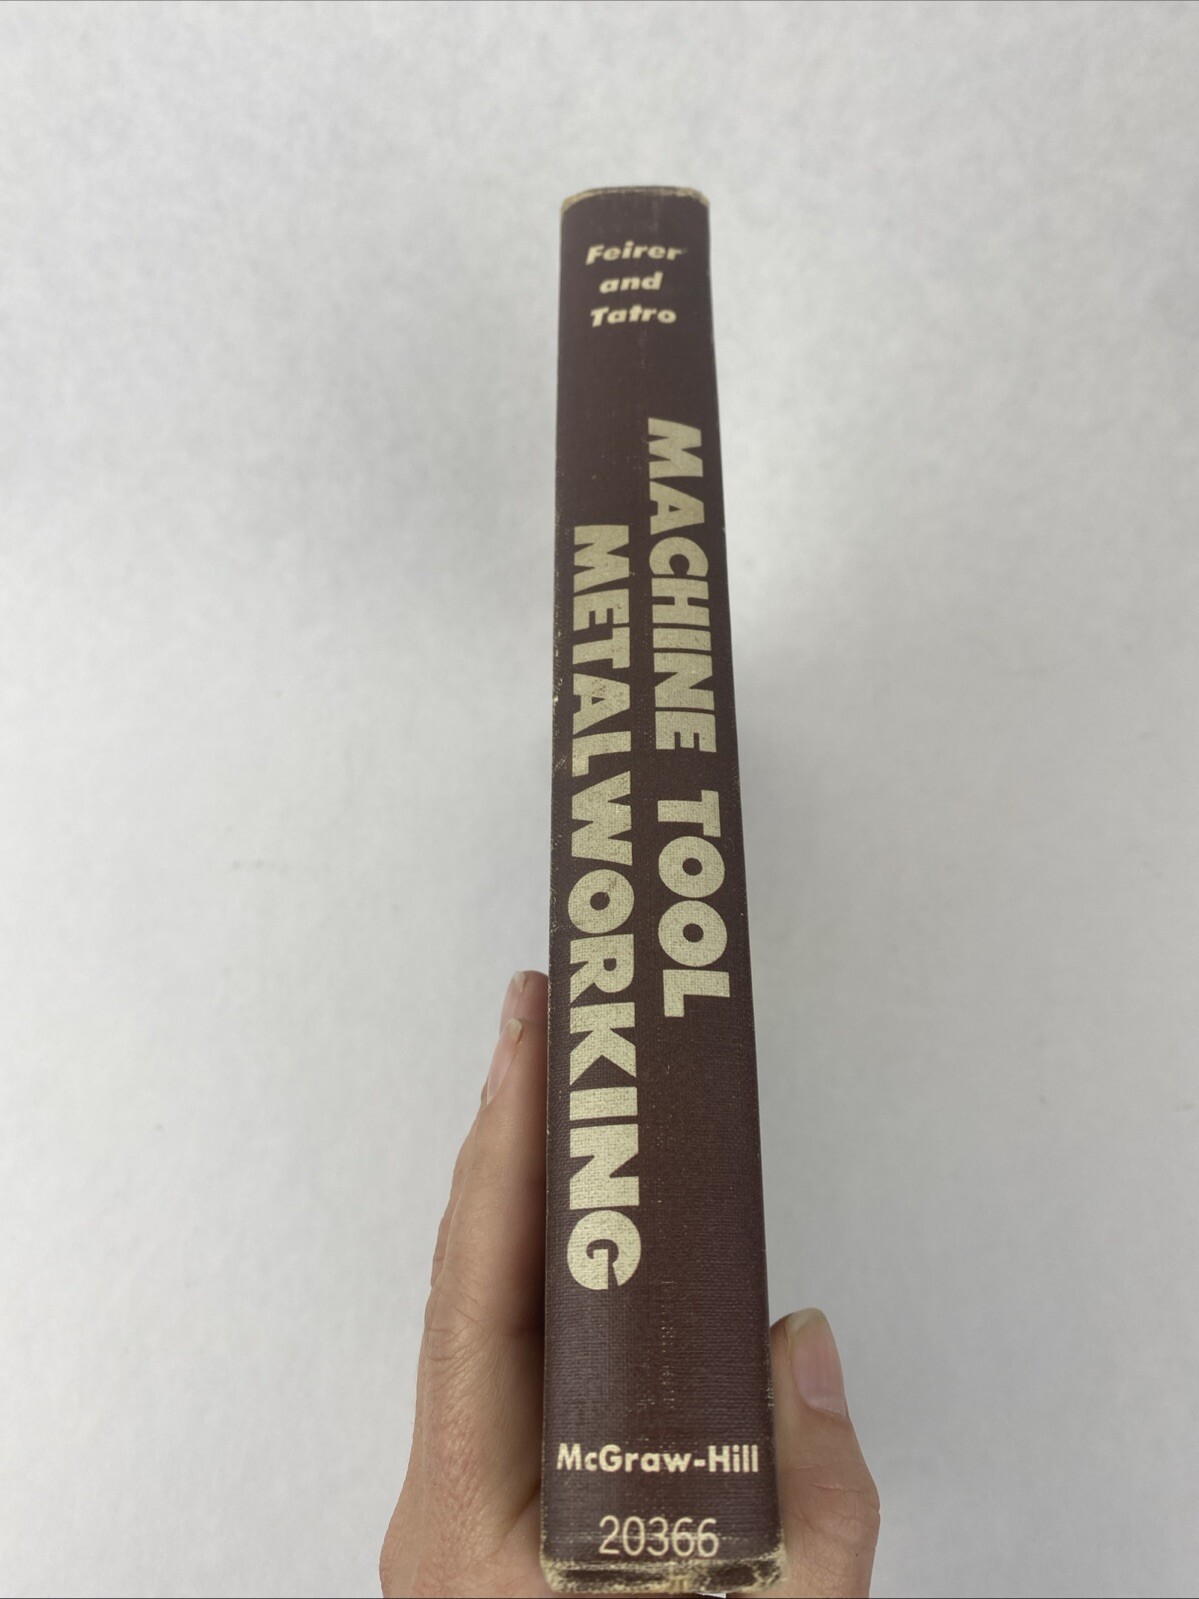 Feirer
and
Tatro
MACHINE TOOL
METALWORKING
McGraw-Hill
20366